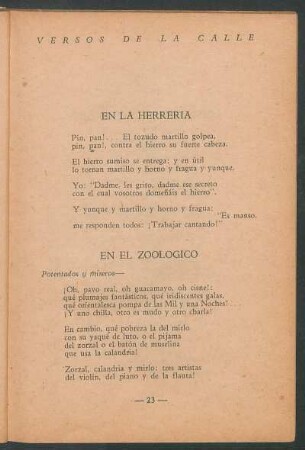 VERSOS DE LA CALLE
EN LA HERRERIA
Pin, pan!... El tozudo martillo golpea,
pin, pan!, contra el hierro su fuerte cabeza.
El hierro sumiso se entrega; y en útil
lo tornan martillo y horno y fragua y yunque.
Yo: "Dadme, les grito, dadme ese secreto
con el cual vosotros domeñáis el hierro".
Y yunque y martillo y horno y fragua:
"Es manso.
me responden todos: ¡Trabajar cantando!"
EN EL ZOOLOGICO
Potentados y míseros—
¡Oh, pavo real, oh guacamayo, oh cisne!:
qué plumajes fantásticos, qué iridiscentes galas,
qué orientalesca pompa de las Mil y una Noches!
¡Y uno chilla, otro es mudo y otro charla!
En cambio, qué pobreza la del mirlo
con su yaqué de luto, o el pijama
del zorzal o el batón de muselina
que usa la calandria!
Zorzal, calandria y mirlo: tres artistas
del violín, del piano y de la flauta!
— 23 —